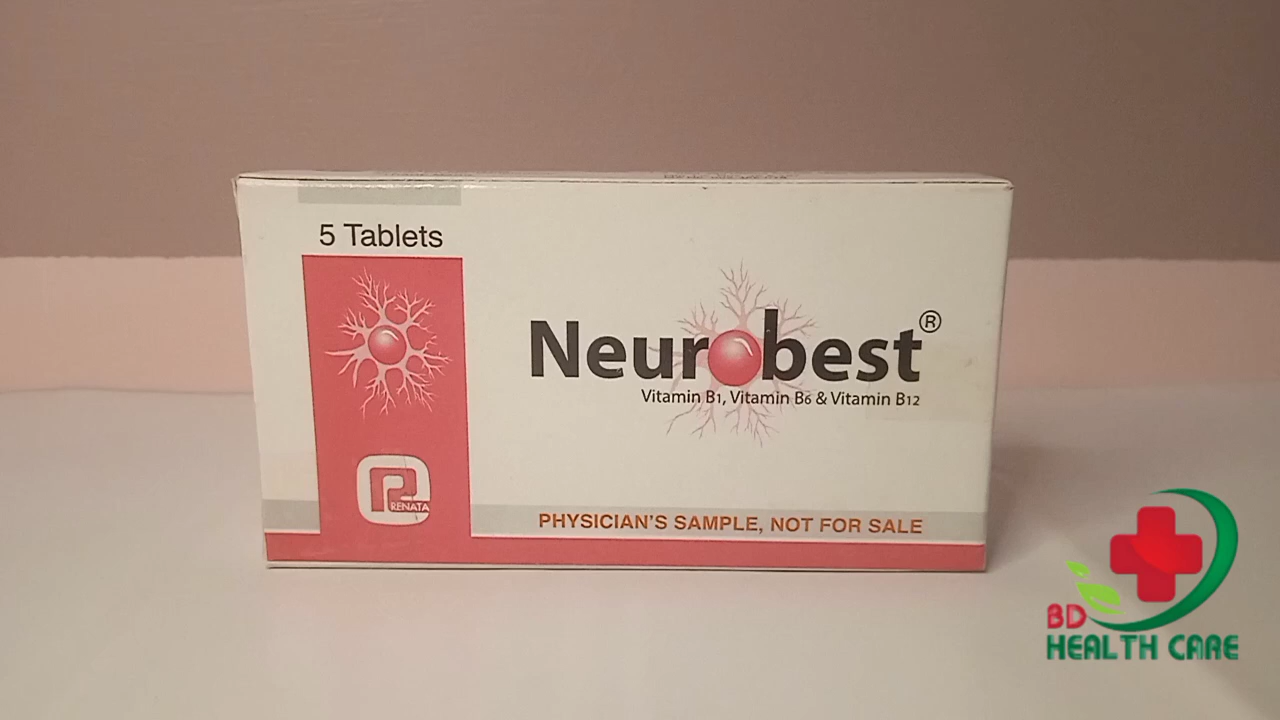 5 Tablets
Neurobest®
Vitamin B1, Vitamin B6 & Vitamin B12
RENATA
PHYSICIAN'S SAMPLE, NOT FOR SALE
BD
HEALTH CARE